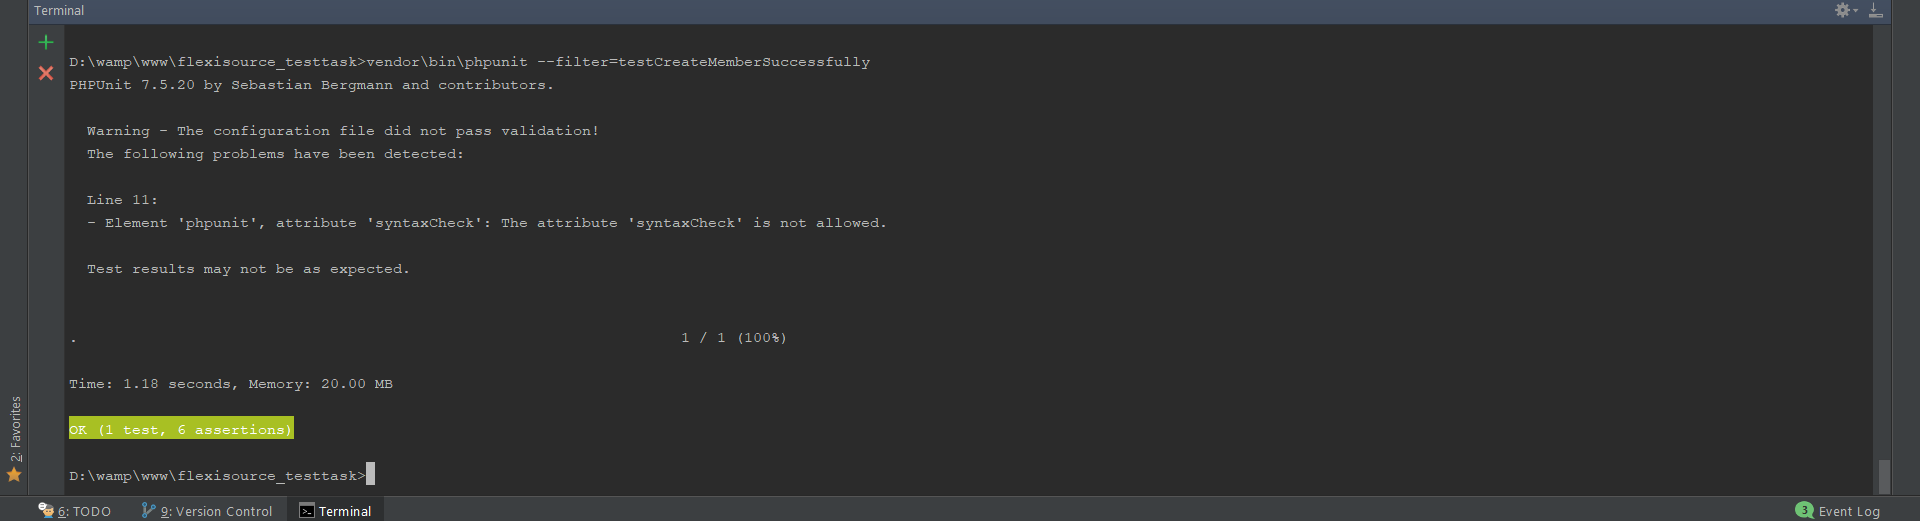 Terminal
D:\wamp\www\flexisource_testtask>vendor\bin\phpunit --filter=testCreateMemberSuccessfully
PHPUnit 7.5.20 by Sebastian Bergmann and contributors.
Warning - The configuration file did not pass validation!
The following problems have been detected:
Line 11:
- Element 'phpunit', attribute 'syntaxCheck': The attribute 'syntaxCheck' is not allowed.
Test results may not be as expected.
. 1 / 1 (100%)
Time: 1.18 seconds, Memory: 20.00 MB
OK (1 test, 6 assertions)
D:\wamp\www\flexisource_testtask>
2: Favorites
6: TODO 9: Version Control Terminal 3 Event Log